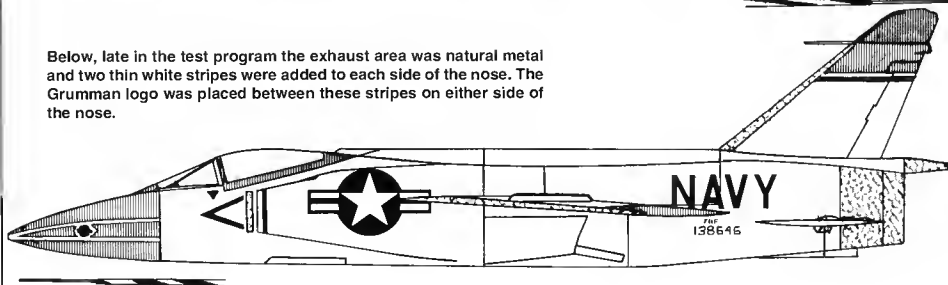 Below, late in the test program the exhaust area was natural metal
and two thin white stripes were added to each side of the nose. The
Grumman logo was placed between these stripes on either side of
the nose.
NAVY
138646